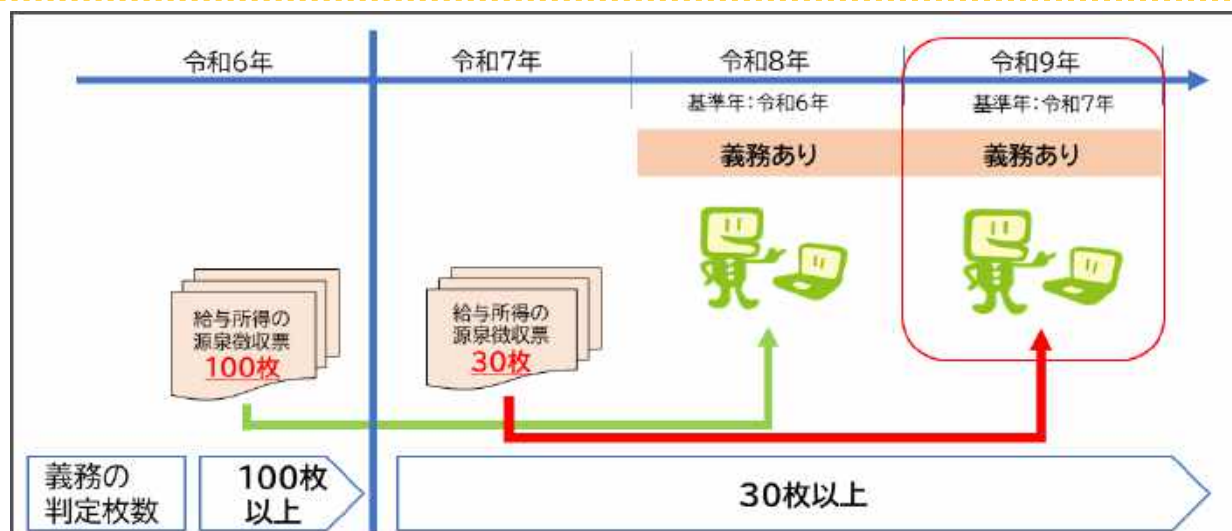 令和6年
令和7年
令和8年
令和9年
基準年:令和6年
基準年:令和7年
義務あり
義務あり
給与所得の
源泉徴収票
100枚
給与所得の
源泉徴収票
30枚
義務の
判定枚数
100枚
以上
30枚以上